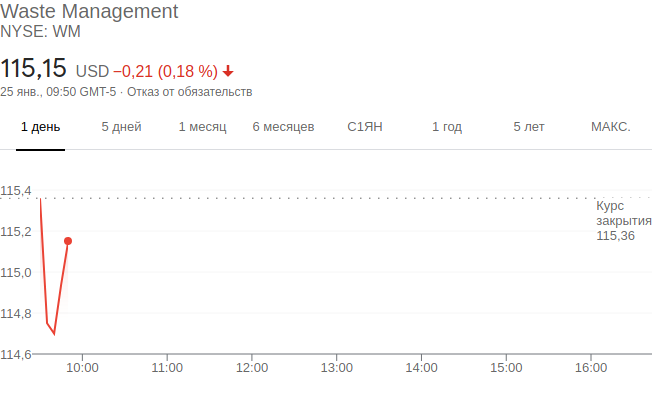 Waste Management
NYSE: WM
115,15 USD −0,21 (0,18 %)
25 янв., 09:50 GMT-5 · Отказ от обязательств
1 день 5 дней 1 месяц 6 месяцев С1ЯН 1 год 5 лет МАКС.
115,4
Курс
закрытия
115,36
115,2
115,0
114,8
114,6
10:00 11:00 12:00 13:00 14:00 15:00 16:00